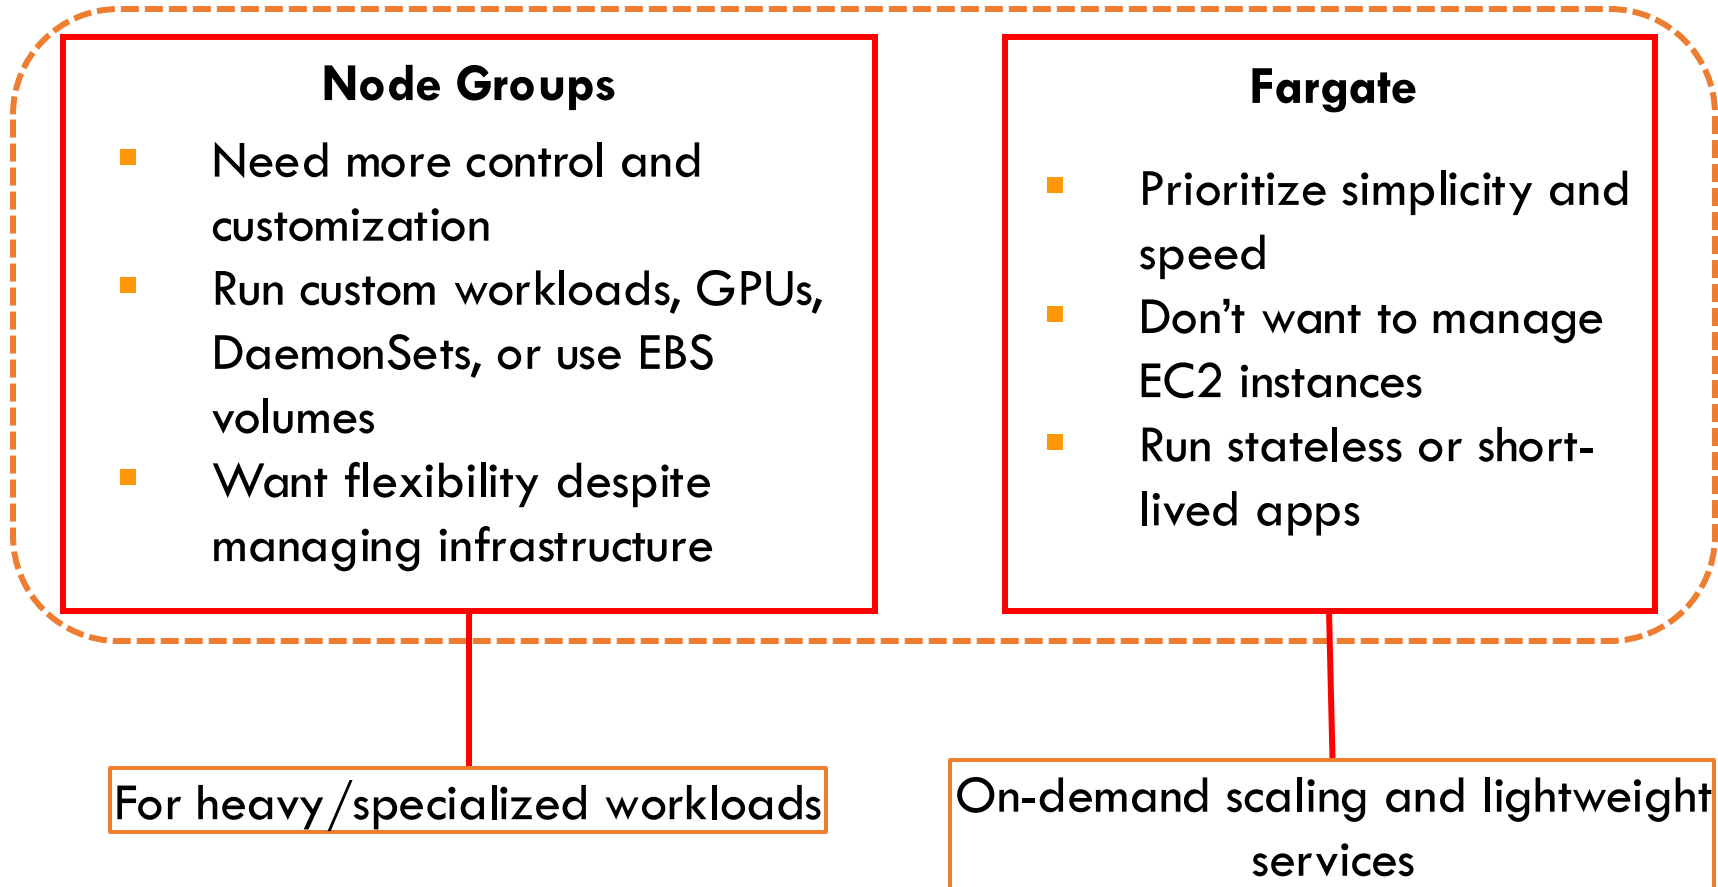 Node Groups
Need more control and
customization
Run custom workloads, GPUs,
DaemonSets, or use EBS
volumes
Want flexibility despite
managing infrastructure
Fargate
Prioritize simplicity and
speed
Don’t want to manage
EC2 instances
Run stateless or short-
lived apps
For heavy/specialized workloads
On-demand scaling and lightweight
services